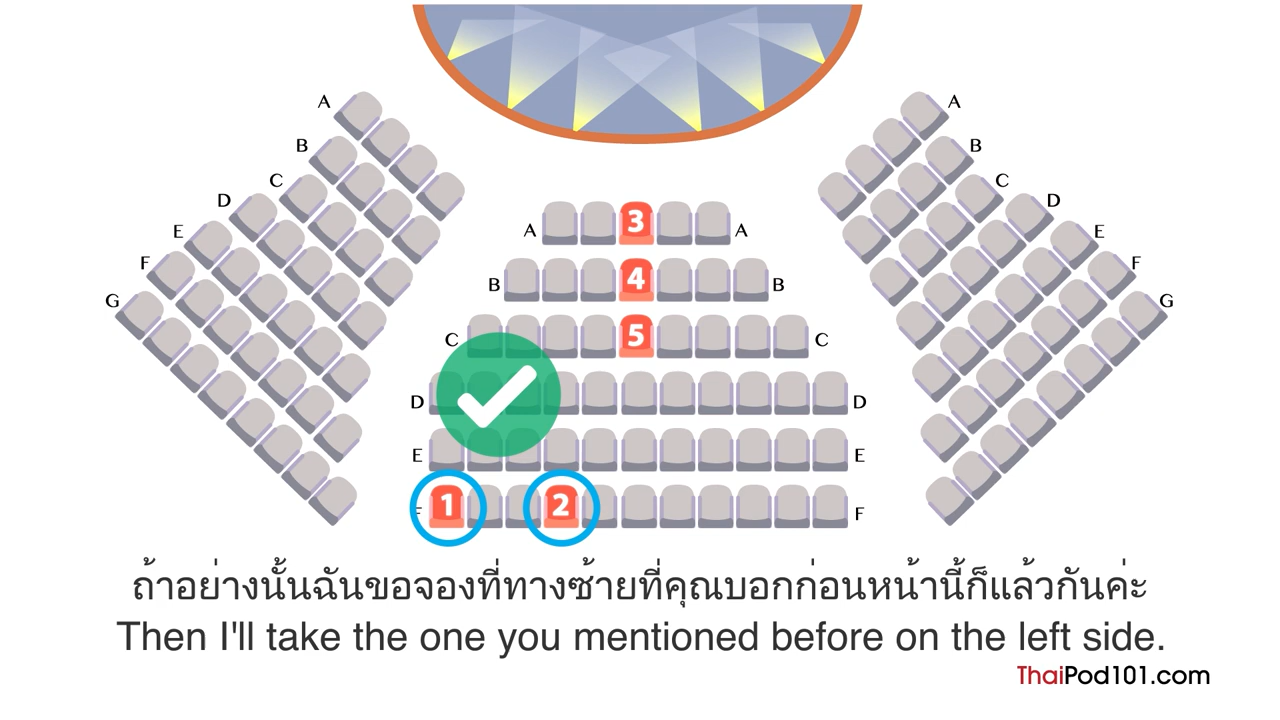 A
B
C
D
E
F
G
A
B
C
D
E
F
G
A 3 A
B 4 B
C 5 C
D D
E E
F 1 2 F
ถ้าอย่างนั้นฉันขอจองที่ทางซ้ายที่คุณบอกก่อนหน้านี้ก็แล้วกันค่ะ
Then I'll take the one you mentioned before on the left side.
ThaiPod101.com